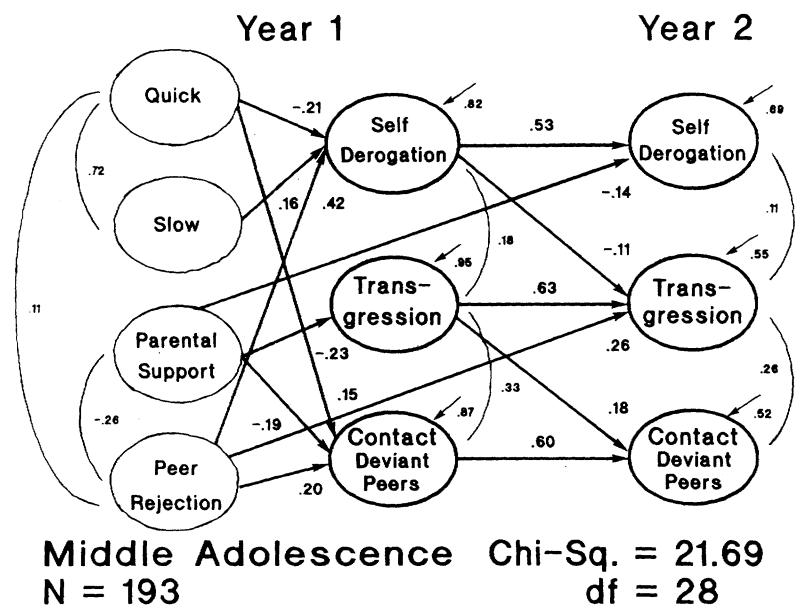 Year 1
Year 2
Quick
Slow
Parental
Support
Peer
Rejection
Self
Derogation
Trans-
gression
Contact
Deviant
Peers
Self
Derogation
Trans-
gression
Contact
Deviant
Peers
.72
.11
-.26
-.21
.16
.42
-.23
.15
-.19
.20
.82
.95
.87
.18
.33
.53
-.14
-.11
.63
.26
.18
.60
.69
.55
.52
.11
.26
Middle Adolescence
N = 193
Chi-Sq. = 21.69
df = 28